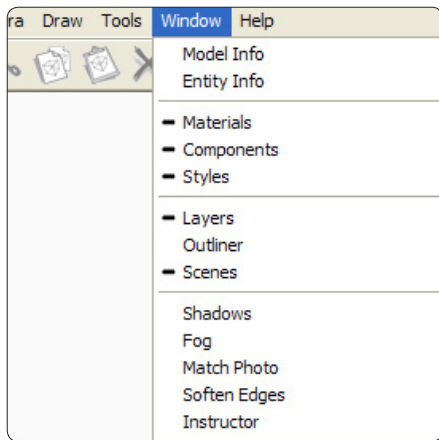 ra Draw Tools Window Help
Model Info
Entity Info
Materials
Components
Styles
Layers
Outliner
Scenes
Shadows
Fog
Match Photo
Soften Edges
Instructor